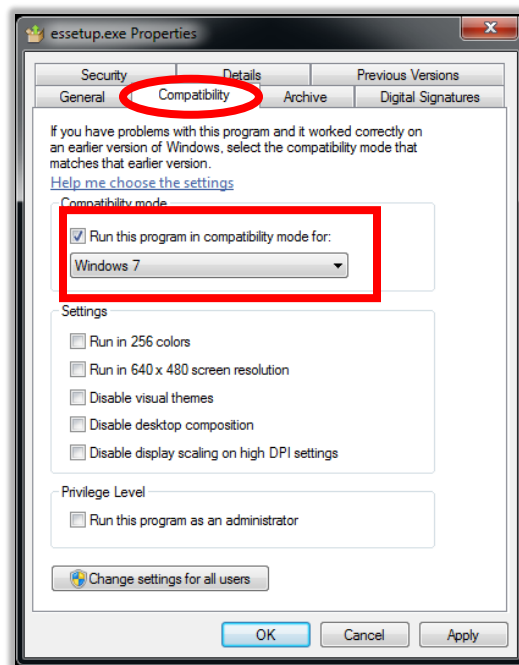 essetup.exe Properties
Security Details Previous Versions
General Compatibility Archive Digital Signatures
If you have problems with this program and it worked correctly on
an earlier version of Windows, select the compatibility mode that
matches that earlier version.
Help me choose the settings
Compatibility mode
Run this program in compatibility mode for:
Windows 7
Settings
Run in 256 colors
Run in 640 x 480 screen resolution
Disable visual themes
Disable desktop composition
Disable display scaling on high DPI settings
Privilege Level
Run this program as an administrator
Change settings for all users
OK Cancel Apply